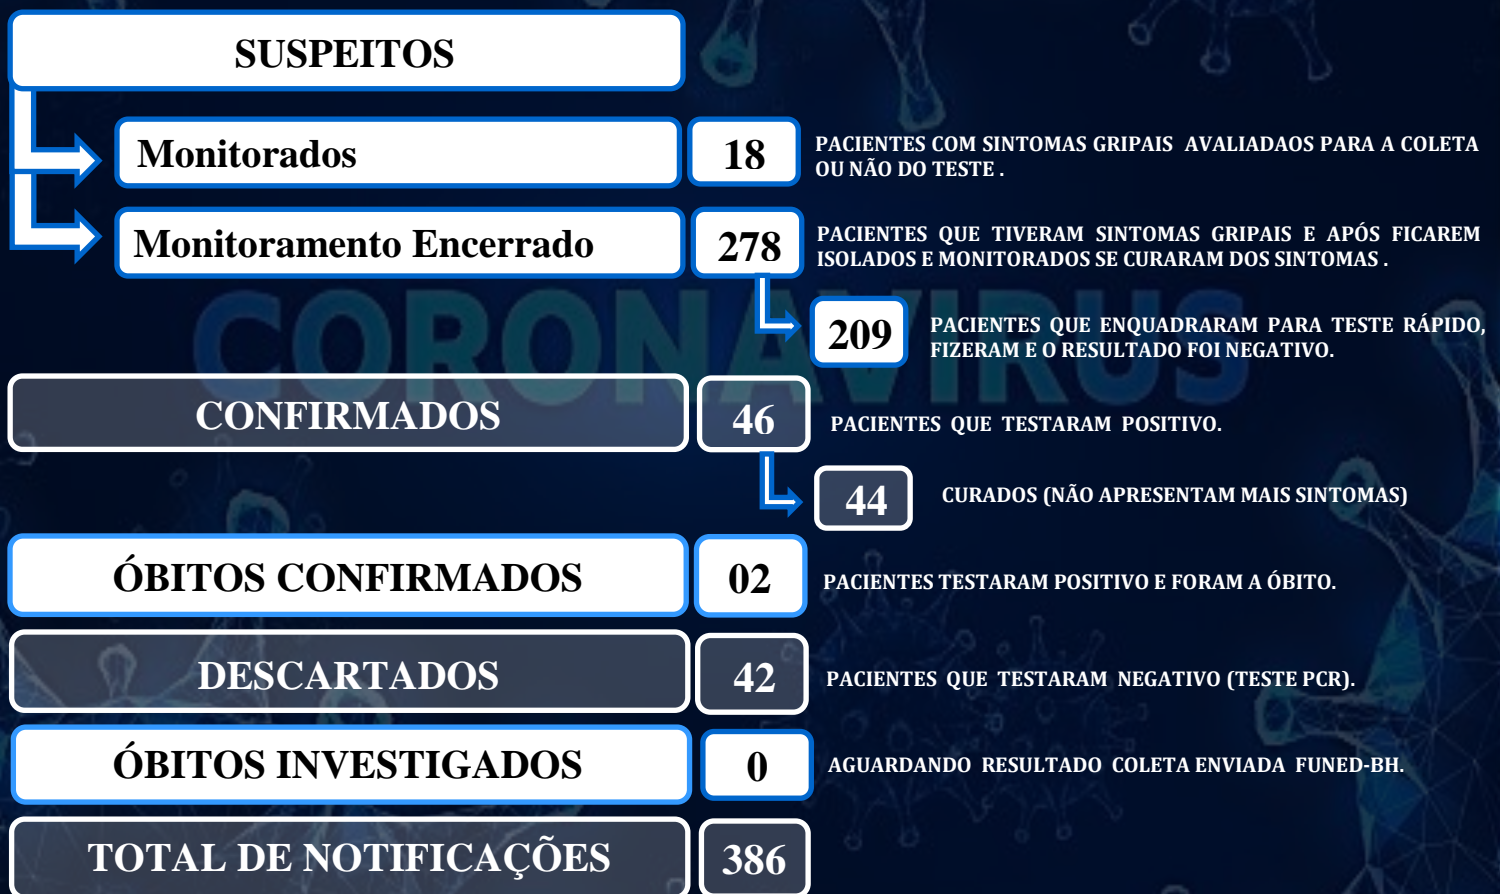 SUSPEITOS
Monitorados
18
PACIENTES COM SINTOMAS GRIPAIS AVALIADAOS PARA A COLETA
OU NÃO DO TESTE .
Monitoramento Encerrado
278
PACIENTES QUE TIVERAM SINTOMAS GRIPAIS E APÓS FICAREM
ISOLADOS E MONITORADOS SE CURARAM DOS SINTOMAS .
209
PACIENTES QUE ENQUADRARAM PARA TESTE RÁPIDO,
FIZERAM E O RESULTADO FOI NEGATIVO.
CORONAVIRUS
CONFIRMADOS
46
PACIENTES QUE TESTARAM POSITIVO.
44
CURADOS (NÃO APRESENTAM MAIS SINTOMAS)
ÓBITOS CONFIRMADOS
02
PACIENTES TESTARAM POSITIVO E FORAM A ÓBITO.
DESCARTADOS
42
PACIENTES QUE TESTARAM NEGATIVO (TESTE PCR).
ÓBITOS INVESTIGADOS
0
AGUARDANDO RESULTADO COLETA ENVIADA FUNED-BH.
TOTAL DE NOTIFICAÇÕES
386